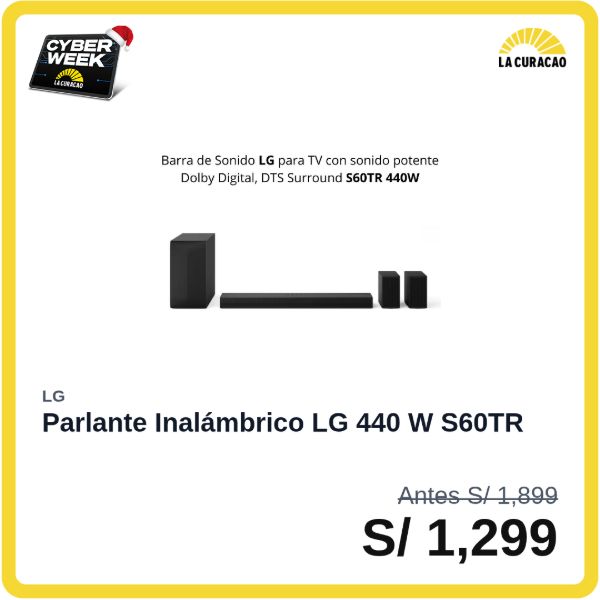 CYBER
WEEK
LA CURACAO
LA CURACAO
Barra de Sonido LG para TV con sonido potente
Dolby Digital, DTS Surround S60TR 440W
LG
Parlante Inalámbrico LG 440 W S60TR
Antes S/ 1,899
S/ 1,299